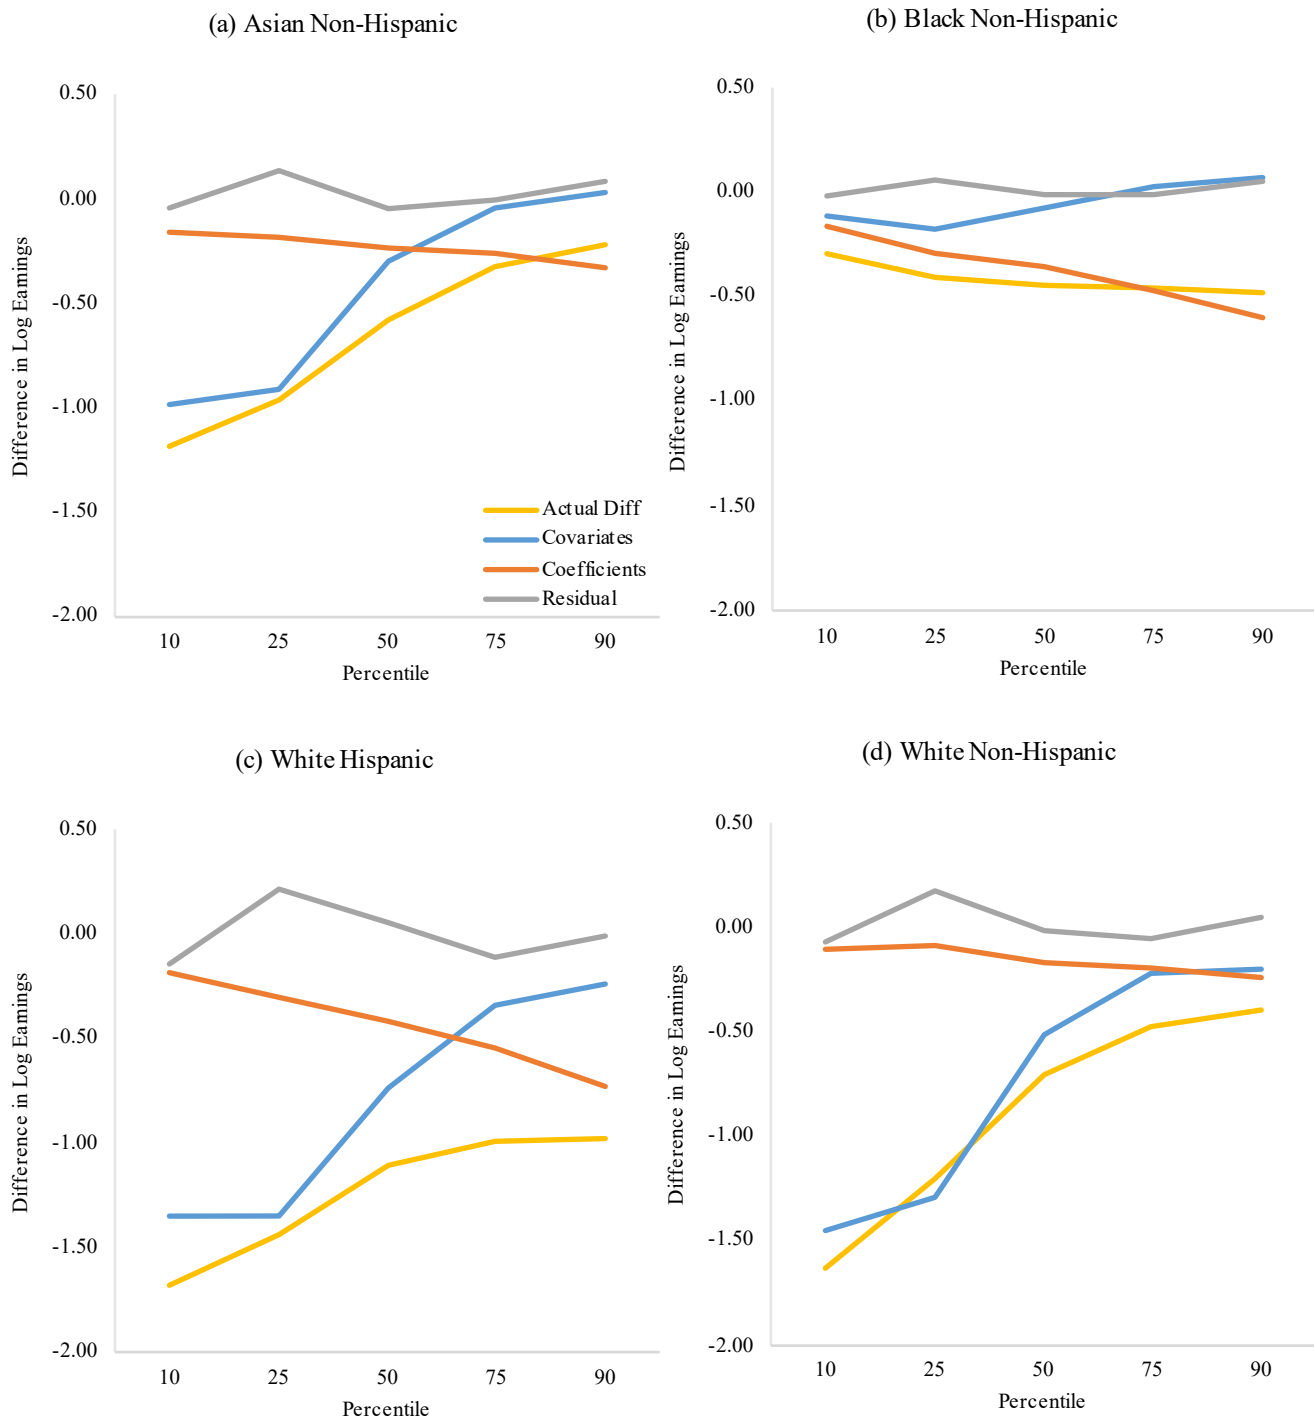 (a) Asian Non-Hispanic
0.50
0.00
-0.50
-1.00
-1.50
-2.00
Difference in Log Earnings
10 25 50 75 90
Percentile
Actual Diff
Covariates
Coefficients
Residual
(b) Black Non-Hispanic
0.50
0.00
-0.50
-1.00
-1.50
-2.00
Difference in Log Earnings
10 25 50 75 90
Percentile
(c) White Hispanic
0.50
0.00
-0.50
-1.00
-1.50
-2.00
Difference in Log Earnings
10 25 50 75 90
Percentile
(d) White Non-Hispanic
0.50
0.00
-0.50
-1.00
-1.50
-2.00
Difference in Log Earnings
10 25 50 75 90
Percentile